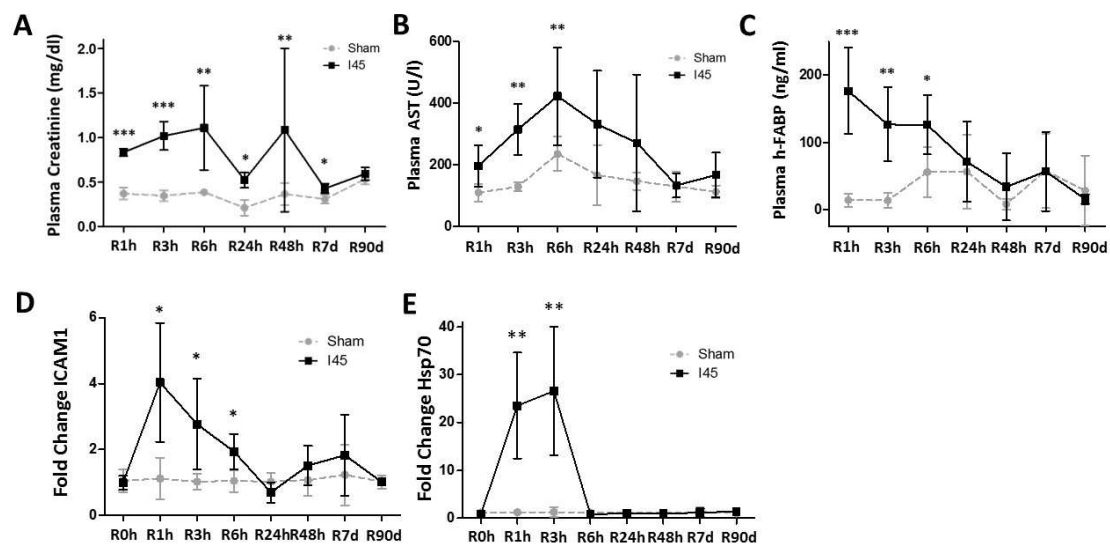 A
Plasma Creatinine (mg/dl)
2.0
1.5
1.0
0.5
0.0
***
***
**
*
**
*
Sham
I45
R1h R3h R6h R24h R48h R7d R90d
B
Plasma AST (U/l)
600
400
200
0
*
**
**
Sham
I45
R1h R3h R6h R24h R48h R7d R90d
C
Plasma h-FABP (ng/ml)
200
100
0
***
**
*
R1h R3h R6h R24h R48h R7d R90d
D
Fold Change ICAM1
6
4
2
0
*
*
*
Sham
I45
R0h R1h R3h R6h R24h R48h R7d R90d
E
Fold Change Hsp70
40
30
20
10
0
**
**
Sham
I45
R0h R1h R3h R6h R24h R48h R7d R90d